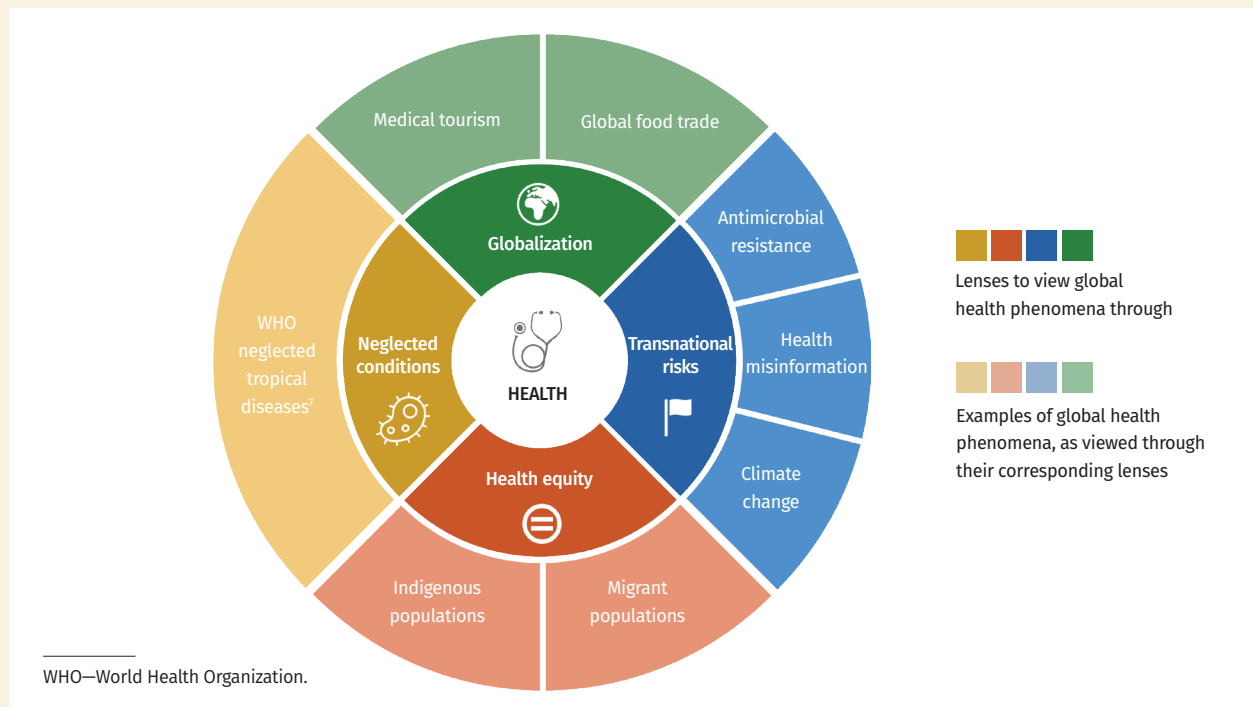 Medical tourism
Global food trade
Globalization
Antimicrobial
resistance
Health
misinformation
Climate
change
Transnational
risks
HEALTH
Neglected
conditions
WHO
neglected
tropical
diseases⁷
Health equity
Indigenous
populations
Migrant
populations
Lenses to view global
health phenomena through
Examples of global health
phenomena, as viewed through
their corresponding lenses
WHO—World Health Organization.